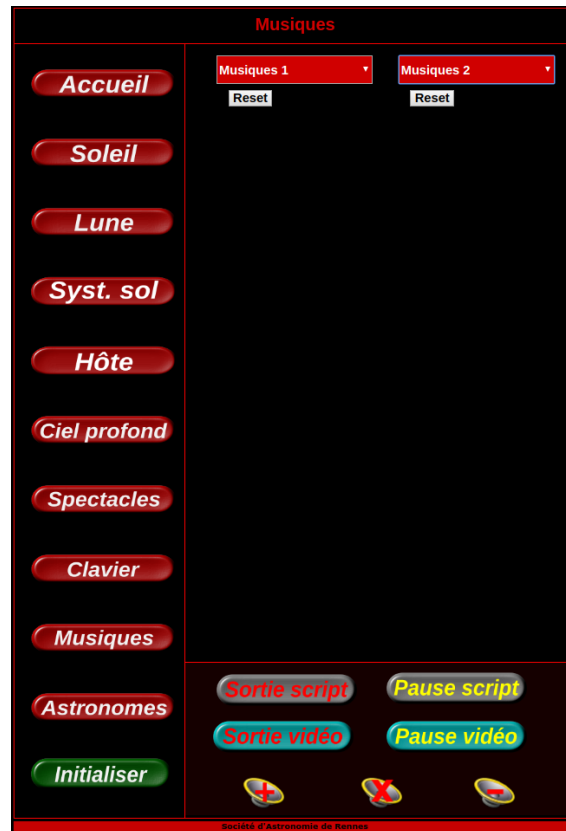 Musiques
Accueil
Soleil
Lune
Syst. sol
Hôte
Ciel profond
Spectacles
Clavier
Musiques
Astronomes
Initialiser
Musiques 1
Musiques 2
Reset
Reset
Sortie script
Pause script
Sortie vidéo
Pause vidéo
+
X
-
Société d'Astronomie de Rennes